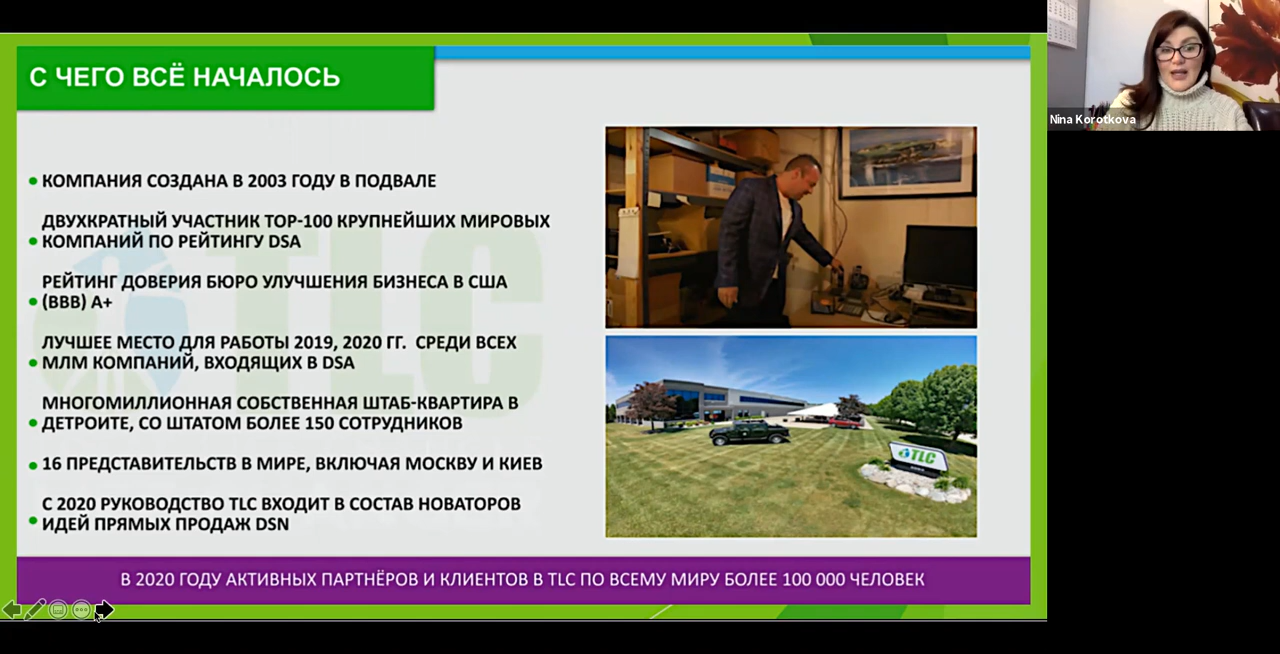 С ЧЕГО ВСЁ НАЧАЛОСЬ
Nina Korotkova
• КОМПАНИЯ СОЗДАНА В 2003 ГОДУ В ПОДВАЛЕ
ДВУХКРАТНЫЙ УЧАСТНИК TOP-100 КРУПНЕЙШИХ МИРОВЫХ
• КОМПАНИЙ ПО РЕЙТИНГУ DSA
РЕЙТИНГ ДОВЕРИЯ БЮРО УЛУЧШЕНИЯ БИЗНЕСА В США
• (BBB) A+
ЛУЧШЕЕ МЕСТО ДЛЯ РАБОТЫ 2019, 2020 ГГ. СРЕДИ ВСЕХ
• МЛМ КОМПАНИЙ, ВХОДЯЩИХ В DSA
МНОГОМИЛЛИОННАЯ СОБСТВЕННАЯ ШТАБ-КВАРТИРА В
• ДЕТРОИТЕ, СО ШТАТОМ БОЛЕЕ 150 СОТРУДНИКОВ
• 16 ПРЕДСТАВИТЕЛЬСТВ В МИРЕ, ВКЛЮЧАЯ МОСКВУ И КИЕВ
С 2020 РУКОВОДСТВО TLC ВХОДИТ В СОСТАВ НОВАТОРОВ
• ИДЕЙ ПРЯМЫХ ПРОДАЖ DSN
TLC
TLC
В 2020 ГОДУ АКТИВНЫХ ПАРТНЁРОВ И КЛИЕНТОВ В TLC ПО ВСЕМУ МИРУ БОЛЕЕ 100 000 ЧЕЛОВЕК